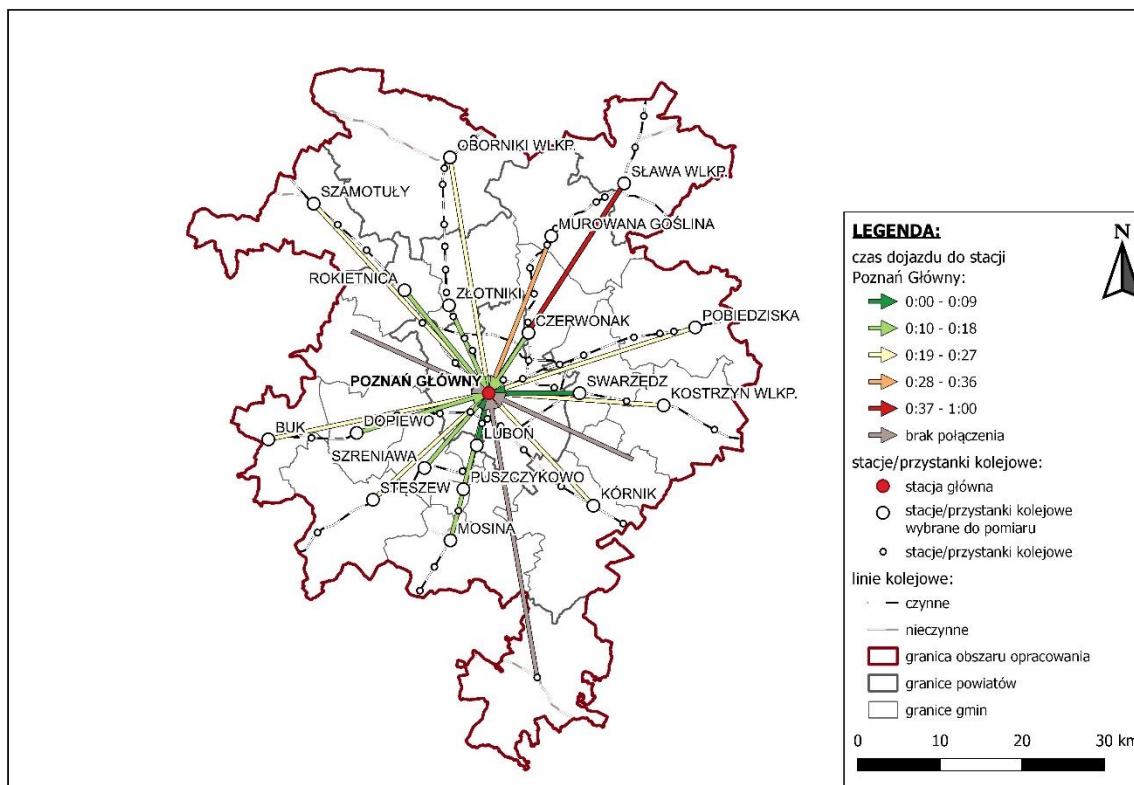 OBORNIKI WLKP.
SŁAWA WLKP.
SZAMOTUŁY
MUROWANA GOŚLINA
ROKIETNICA
ZŁOTNIKI
CZERWONAK
POBIEDZISKA
POZNAŃ GŁÓWNY
SWARZĘDZ
KOSTRZYN WLKP.
BUK
DOPIEWO
LUBOŃ
SZRENIAWA
PUSZCZYKOWO
STĘSZEW
KÓRNIK
MOSINA
LEGENDA:
czas dojazdu do stacji
Poznań Główny:
0:00 - 0:09
0:10 - 0:18
0:19 - 0:27
0:28 - 0:36
0:37 - 1:00
brak połączenia
stacje/przystanki kolejowe:
stacja główna
stacje/przystanki kolejowe
wybrane do pomiaru
stacje/przystanki kolejowe
linie kolejowe:
czynne
nieczynne
granica obszaru opracowania
granice powiatów
granice gmin
0 10 20 30 km
N